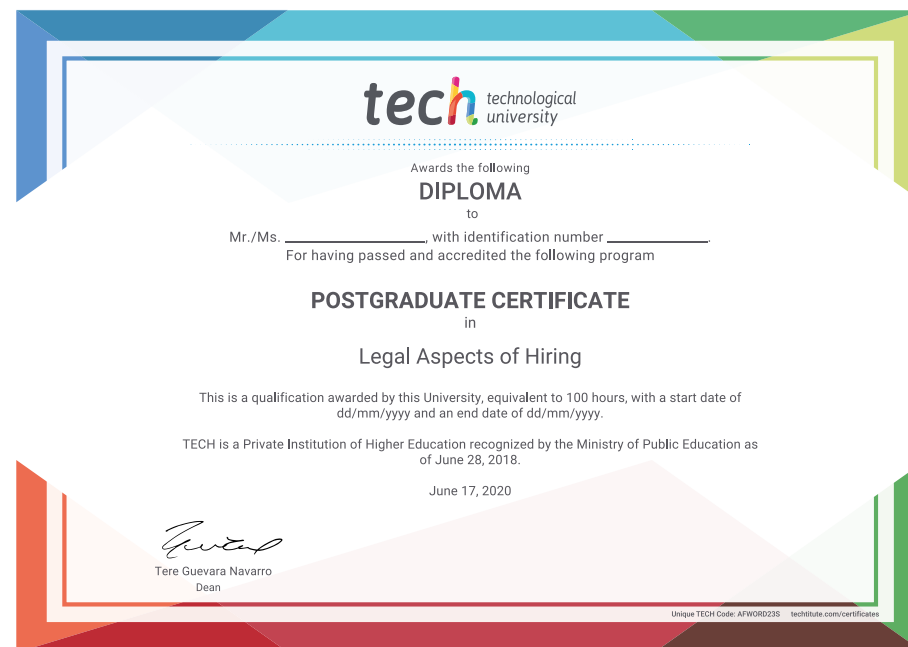 tech technological
university
Awards the following
DIPLOMA
to
Mr./Ms. ____________, with identification number ____________.
For having passed and accredited the following program
POSTGRADUATE CERTIFICATE
in
Legal Aspects of Hiring
This is a qualification awarded by this University, equivalent to 100 hours, with a start date of
dd/mm/yyyy and an end date of dd/mm/yyyy.
TECH is a Private Institution of Higher Education recognized by the Ministry of Public Education as
of June 28, 2018.
June 17, 2020
Tere Guevara Navarro
Dean
Unique TECH Code: AFWORD23S techtitute.com/certificates